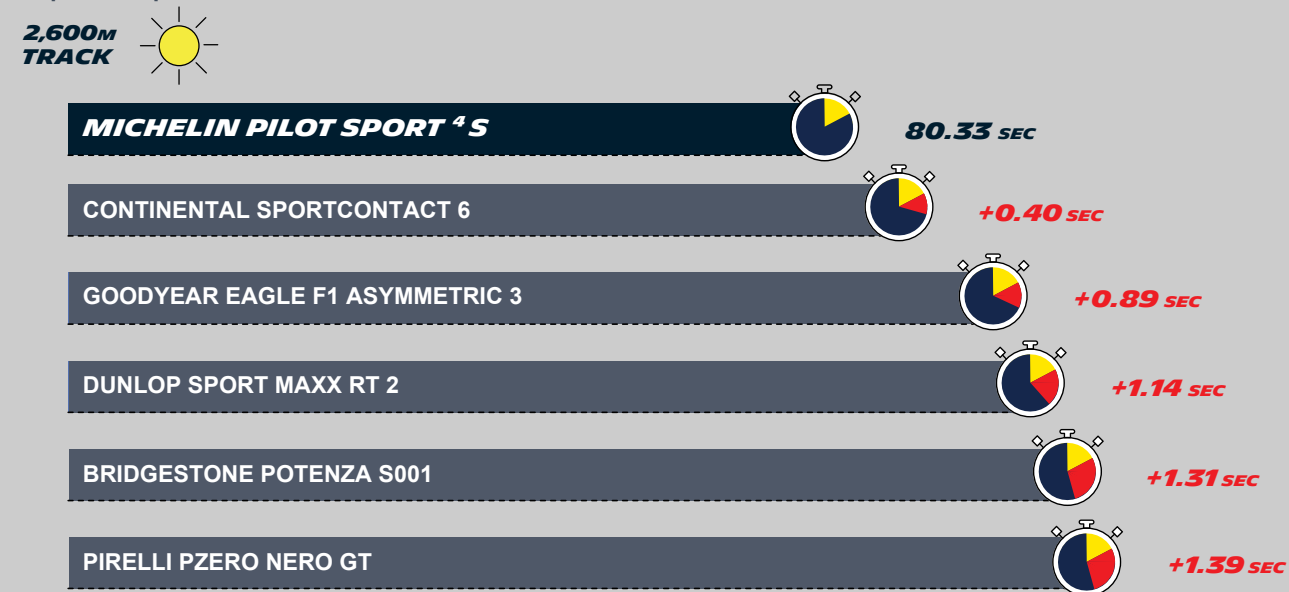 2,600M
TRACK
MICHELIN PILOT SPORT 4 S
80.33 SEC
CONTINENTAL SPORTCONTACT 6
+0.40 SEC
GOODYEAR EAGLE F1 ASYMMETRIC 3
+0.89 SEC
DUNLOP SPORT MAXX RT 2
+1.14 SEC
BRIDGESTONE POTENZA S001
+1.31 SEC
PIRELLI PZERO NERO GT
+1.39 SEC